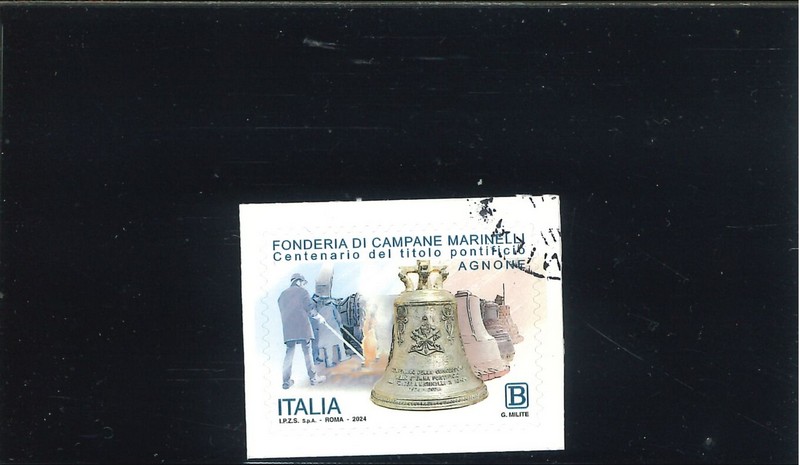 FONDERIA DI CAMPANE MARINELLI
Centenario del titolo pontificio
AGNONE
ITALIA
I.P.Z.S. S.p.A. - ROMA - 2024
B
G. MILITE